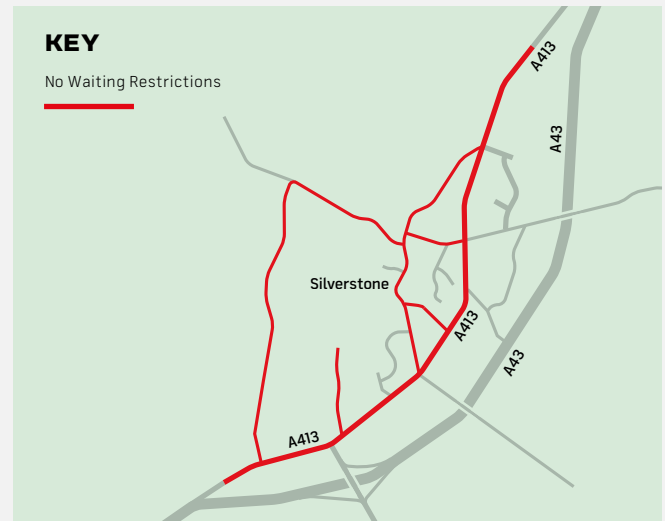 KEY
No Waiting Restrictions
A413
A43
Silverstone
A413
A43
A413